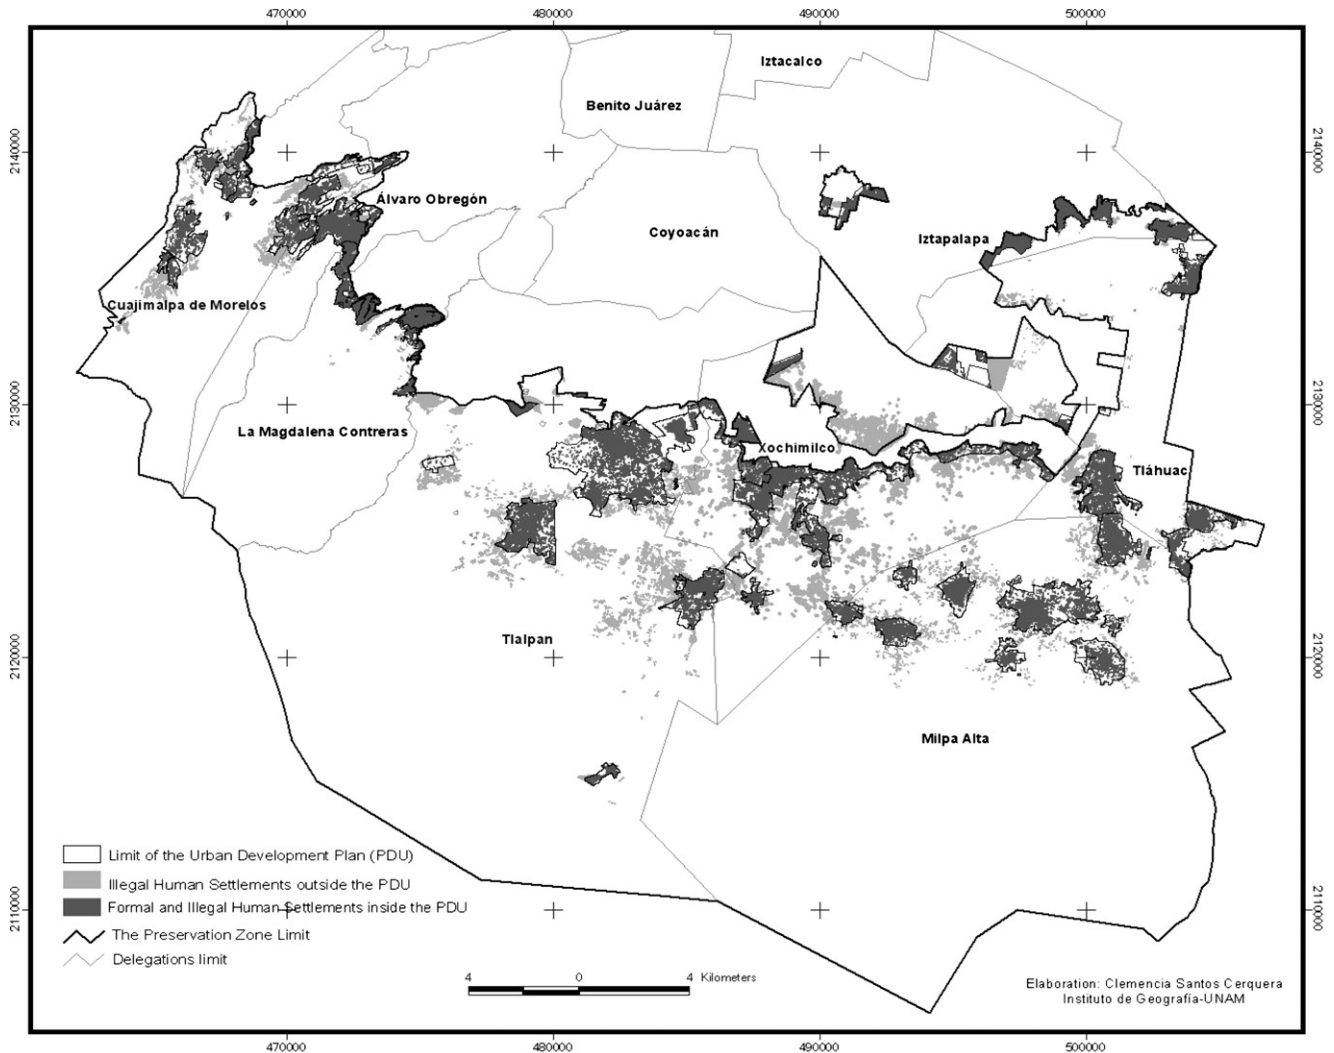 470000
480000
490000
500000
Iztacalco
Benito Juárez
2140000
2140000
Álvaro Obregón
Coyoacán
Iztapalapa
Cuajimalpa de Morelos
2130000
2130000
La Magdalena Contreras
Xochimilco
Tláhuac
Tlalpan
2120000
2120000
Milpa Alta
Limit of the Urban Development Plan (PDU)
Illegal Human Settlements outside the PDU
Formal and Illegal Human Settlements inside the PDU
2110000
2110000
The Preservation Zone Limit
Delegations limit
4 0 4 Kilometers
Elaboration: Clemencia Santos Cerquera
Instituto de Geografía-UNAM
470000
480000
490000
500000